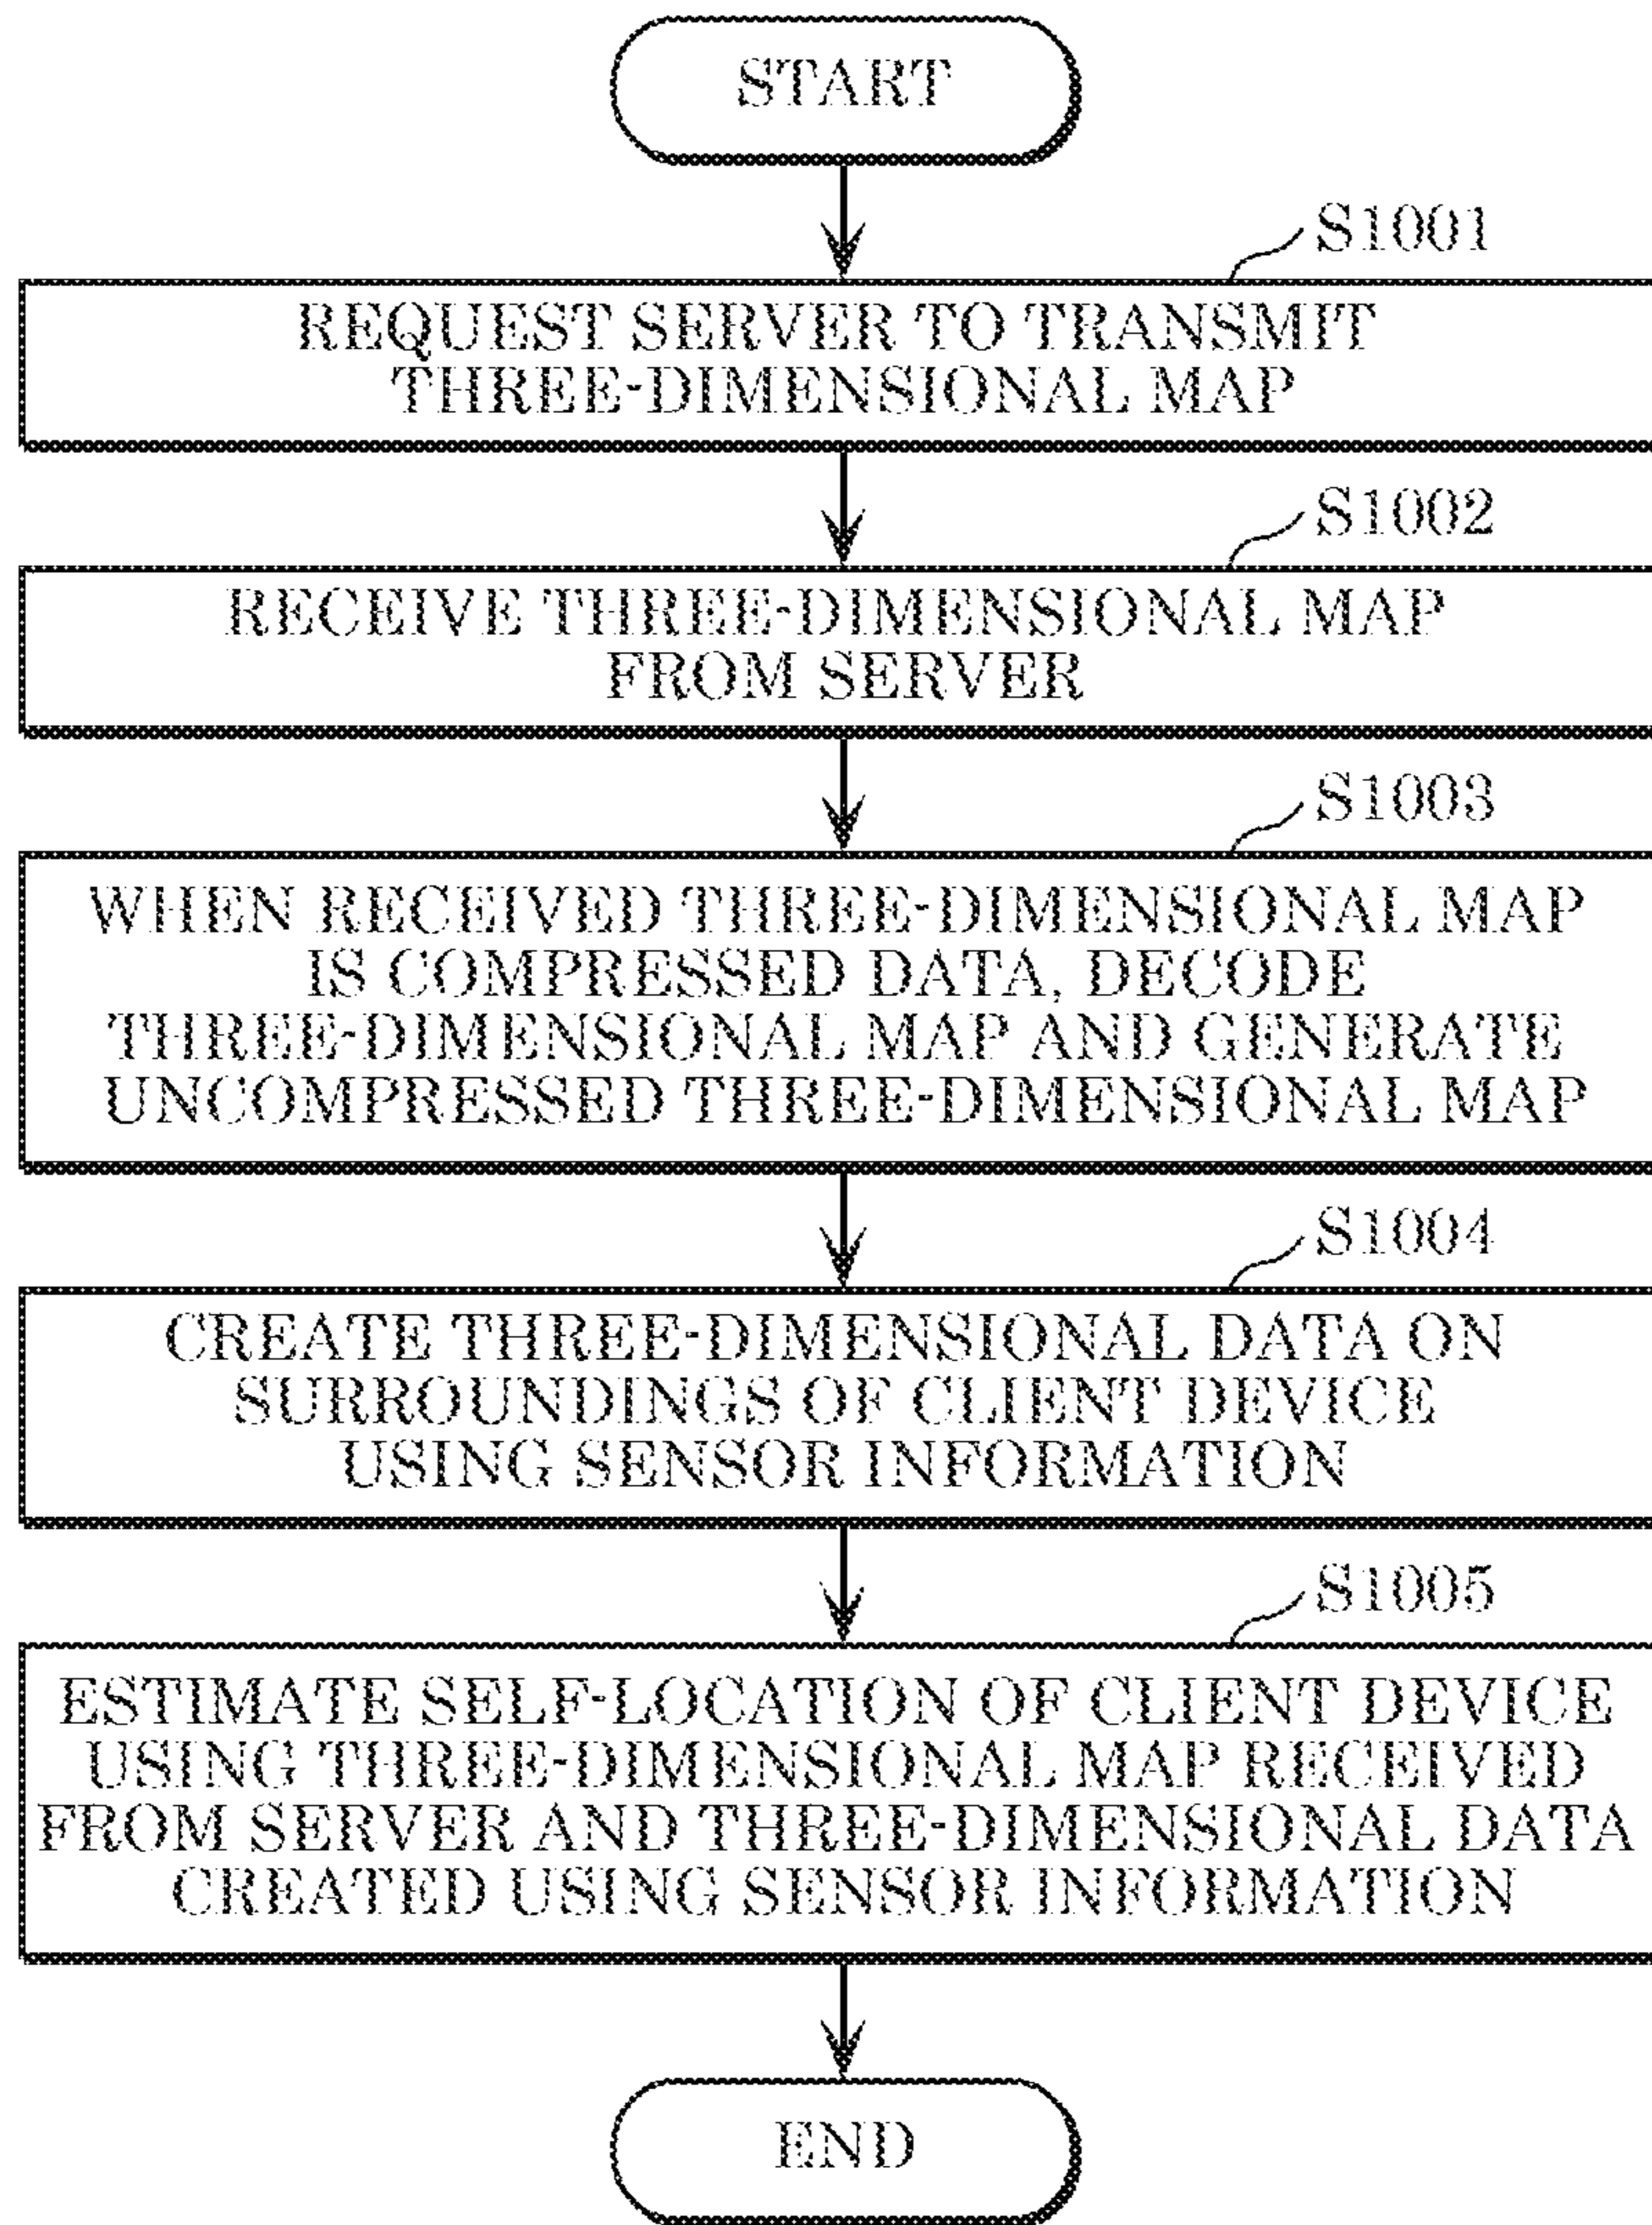 START
S1001
REQUEST SERVER TO TRANSMIT
THREE-DIMENSIONAL MAP
S1002
RECEIVE THREE-DIMENSIONAL MAP
FROM SERVER
S1003
WHEN RECEIVED THREE-DIMENSIONAL MAP
IS COMPRESSED DATA, DECODE
THREE-DIMENSIONAL MAP AND GENERATE
UNCOMPRESSED THREE-DIMENSIONAL MAP
S1004
CREATE THREE-DIMENSIONAL DATA ON
SURROUNDINGS OF CLIENT DEVICE
USING SENSOR INFORMATION
S1005
ESTIMATE SELF-LOCATION OF CLIENT DEVICE
USING THREE-DIMENSIONAL MAP RECEIVED
FROM SERVER AND THREE-DIMENSIONAL DATA
CREATED USING SENSOR INFORMATION
END